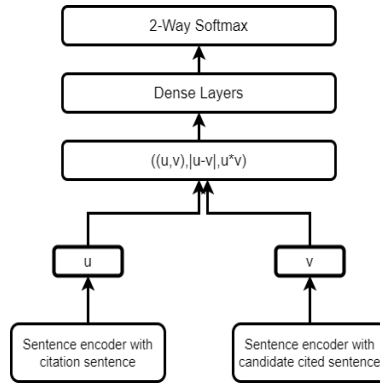 2-Way Softmax
Dense Layers
((u,v),|u-v|,u*v)
u
v
Sentence encoder with
citation sentence
Sentence encoder with
candidate cited sentence